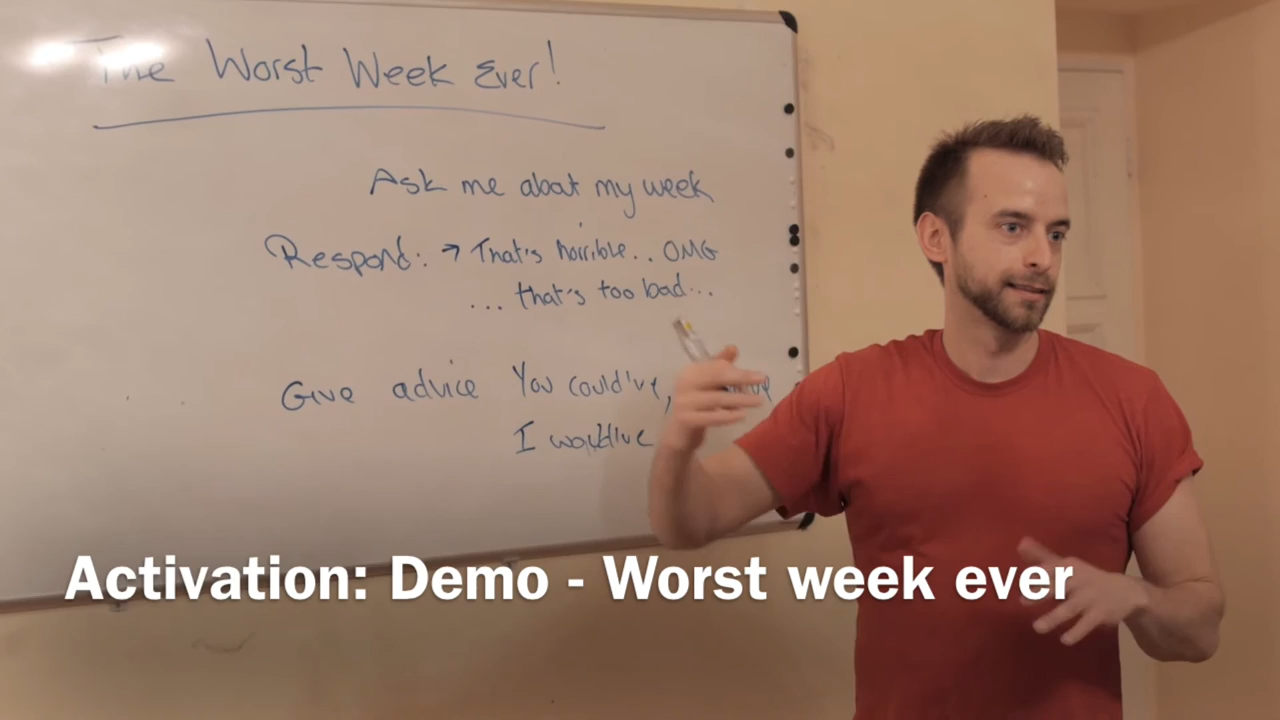 The Worst Week Ever!
Ask me about my week
Respond: → That's horrible.. OMG
... that's too bad...
Give advice You could've,
I would've
Activation: Demo - Worst week ever